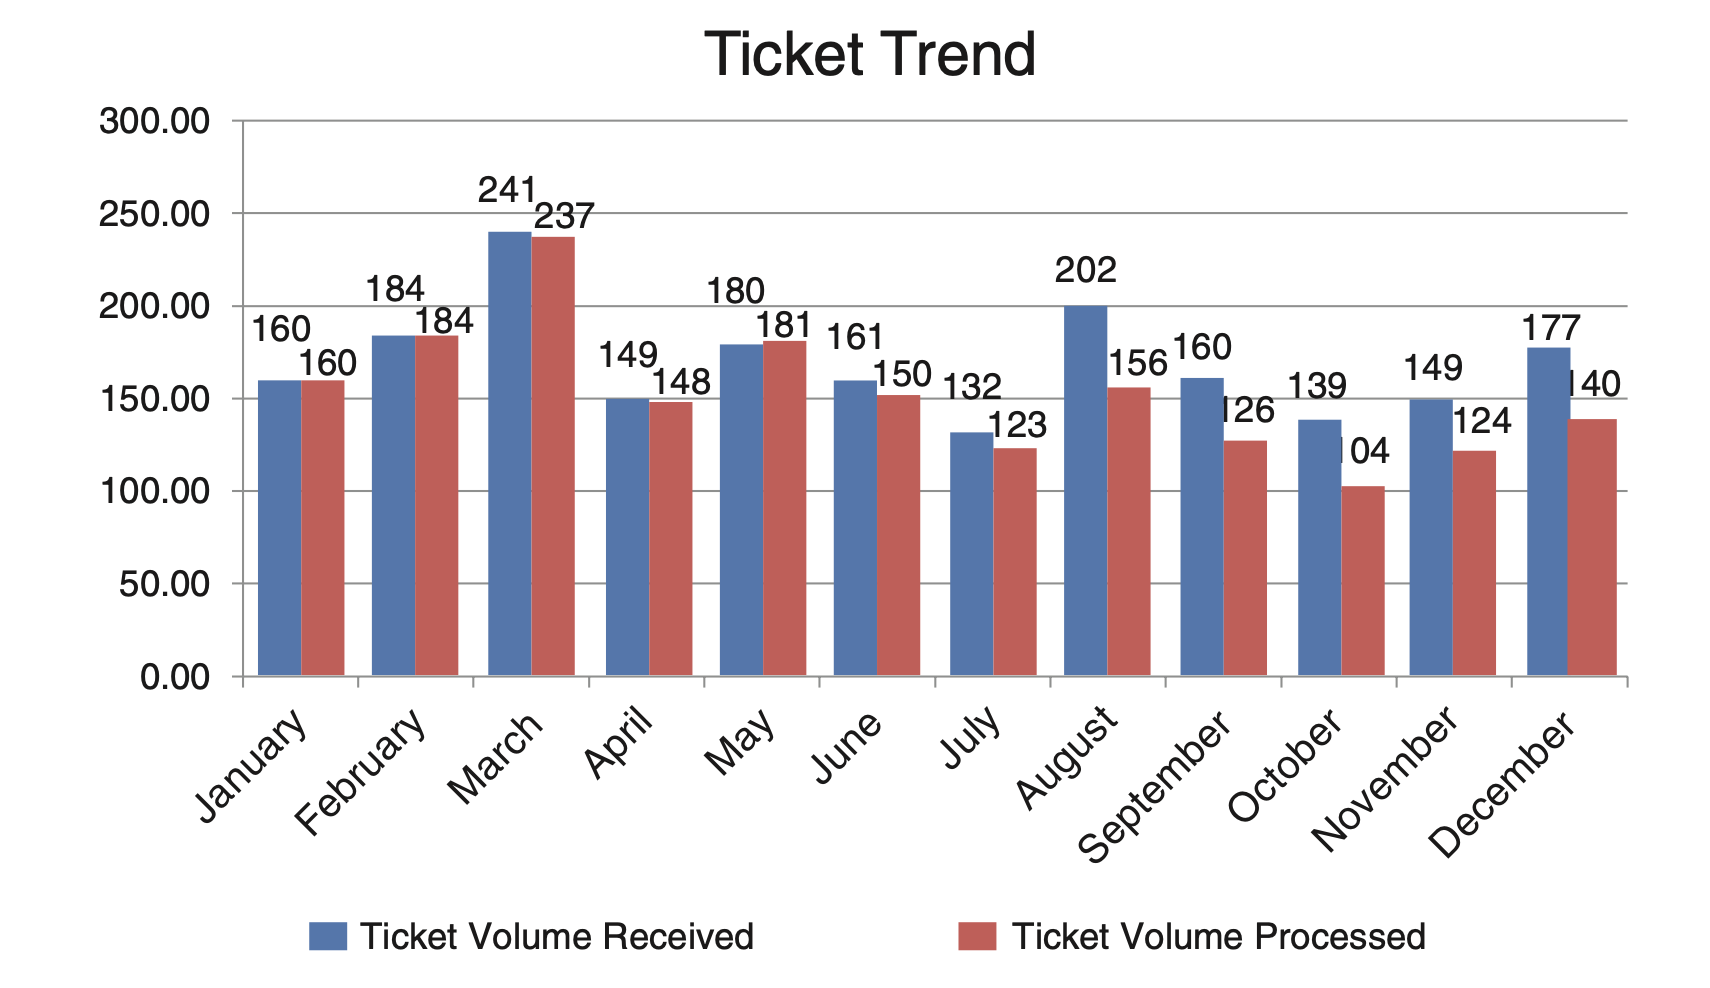 Ticket Trend
300.00
250.00
200.00
150.00
100.00
50.00
0.00
160
160
184
184
241
237
149
148
180
181
161
150
132
123
202
156
160
126
139
104
149
124
177
140
January
February
March
April
May
June
July
August
September
October
November
December
Ticket Volume Received
Ticket Volume Processed